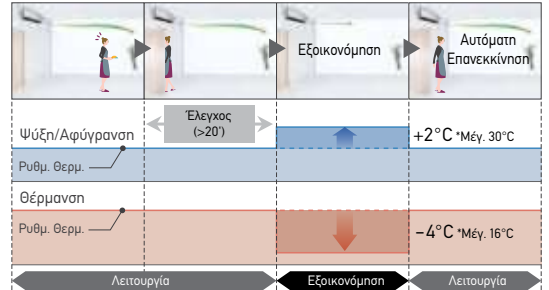 Εξοικονόμηση
Αυτόματη
Επανεκκίνηση
Έλεγχος
(>20')
Ψύξη/Αφύγρανση
+2°C *Μέγ. 30°C
Ρυθμ. Θερμ.
Θέρμανση
Ρυθμ. Θερμ.
−4°C *Μέγ. 16°C
Λειτουργία
Εξοικονόμηση
Λειτουργία